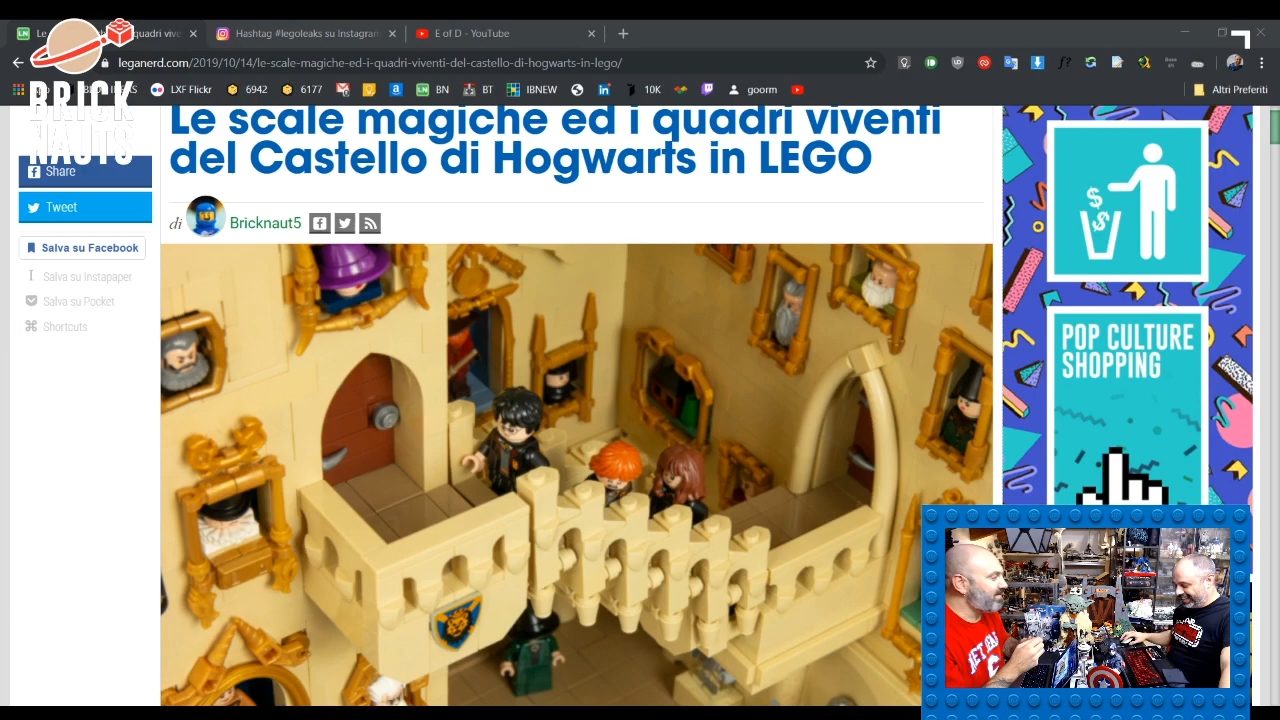 Le
quadri vive
Hashtag #legoleaks su Instagram
E of D - YouTube
leganerd.com/2019/10/14/le-scale-magiche-ed-i-quadri-viventi-del-castello-di-hogwarts-in-lego/
LXF Flickr
6942
6177
BN
BT
IBNEW
10K
goorm
Altri Preferiti
BRICK
NAUTS
Le scale magiche ed i quadri viventi
del Castello di Hogwarts in LEGO
di Bricknaut5
Share
Tweet
Salva su Facebook
Salva su Instapaper
Salva su Pocket
Shortcuts
POP CULTURE
SHOPPING